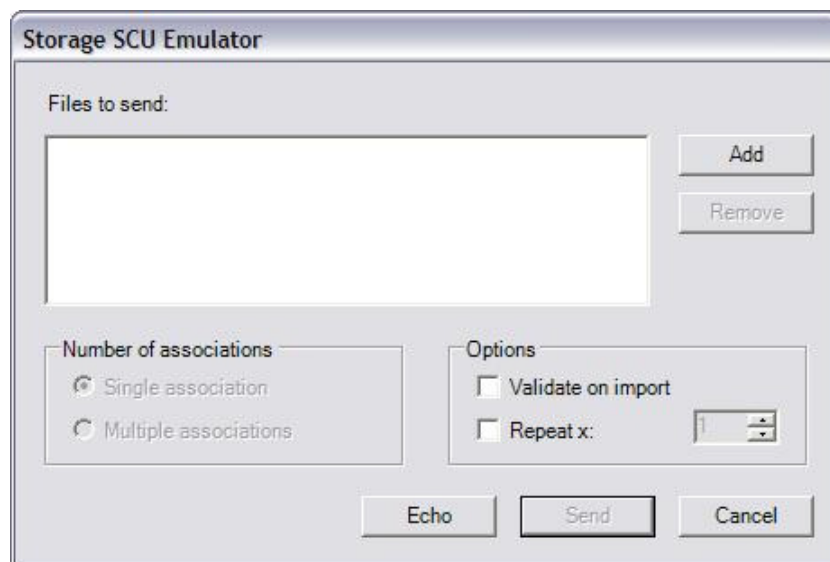 Storage SCU Emulator
Files to send:
Add
Remove
Number of associations
Single association
Multiple associations
Options
Validate on import
Repeat x: 1
Echo Send Cancel